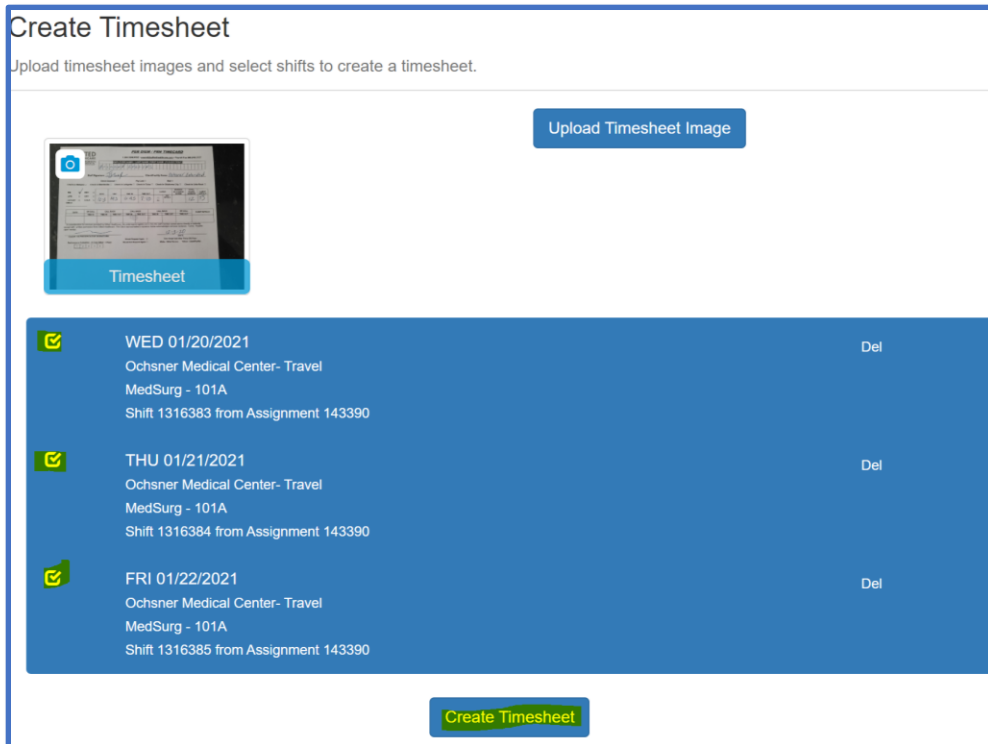 Create Timesheet
Upload timesheet images and select shifts to create a timesheet.
Upload Timesheet Image
Timesheet
WED 01/20/2021
Del
Ochsner Medical Center- Travel
MedSurg - 101A
Shift 1316383 from Assignment 143390
THU 01/21/2021
Del
Ochsner Medical Center- Travel
MedSurg - 101A
Shift 1316384 from Assignment 143390
FRI 01/22/2021
Del
Ochsner Medical Center- Travel
MedSurg - 101A
Shift 1316385 from Assignment 143390
Create Timesheet